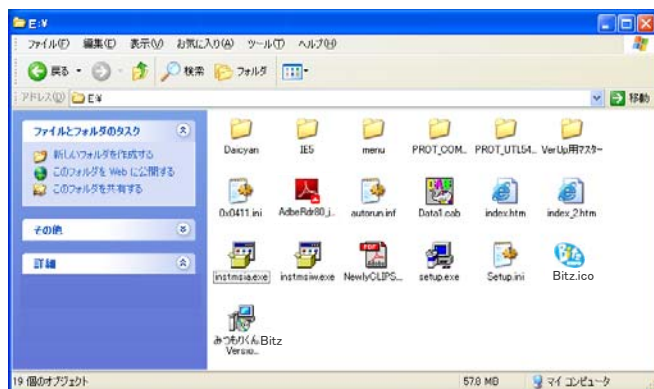 E:¥
ファイル(F) 編集(E) 表示(V) お気に入り(A) ツール(T) ヘルプ(H)
戻る 検索 フォルダ
アドレス(D) E:¥ 移動
ファイルとフォルダのタスク
新しいフォルダを作成する
このフォルダを Web に公開する
このフォルダを共有する
その他
詳細
Daicyan IE5 menu PROT_COM... PROT_UTL54... VerUp用マスター
0x0411.ini AdbeRdr80_j... autorun.inf Data1.cab index.htm index_2.htm
instmsia.exe instmsiw.exe NewlyCLIPS... setup.exe Setup.ini Bitz.ico
みつもりくんBitz
Versio...
19 個のオブジェクト 57.8 MB マイ コンピュータ